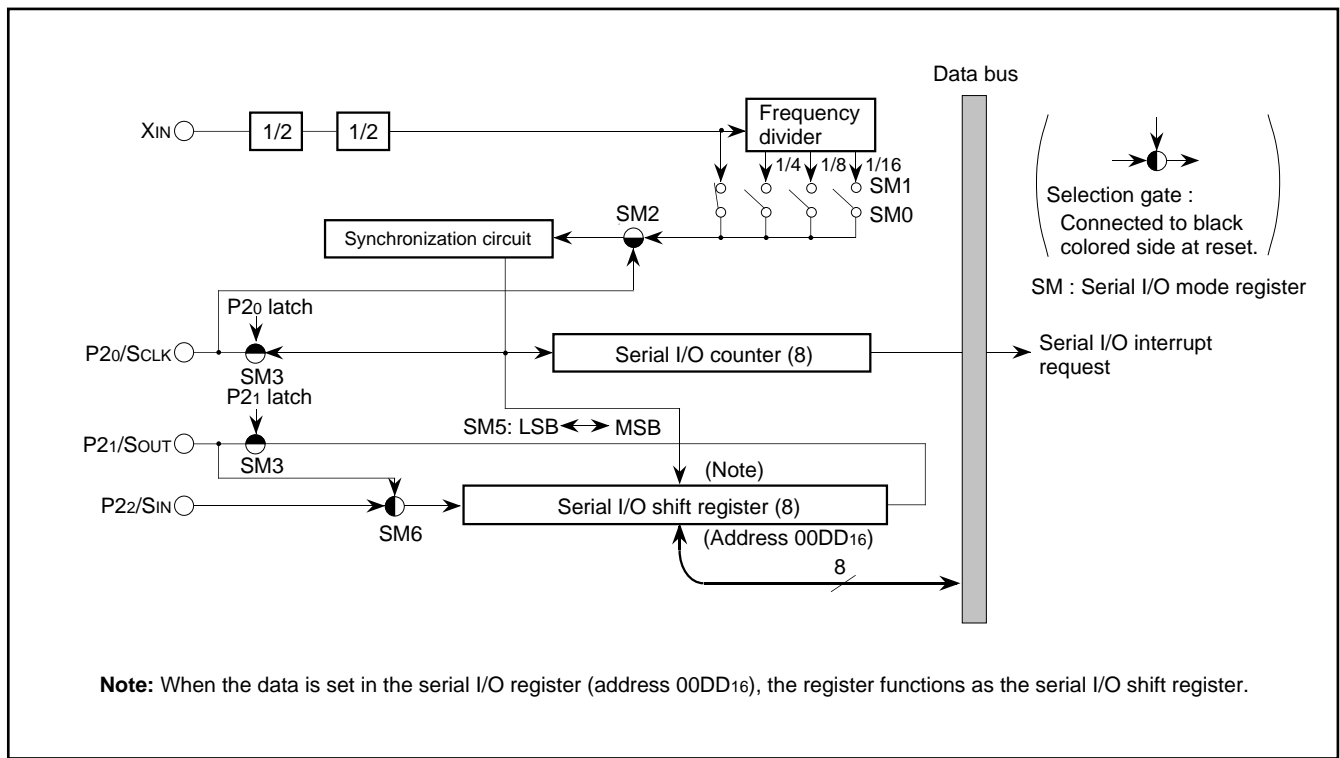 Data bus
XIN
1/2
1/2
Frequency
divider
1/4
1/8
1/16
SM1
SM0
SM2
Synchronization circuit
Selection gate :
Connected to black
colored side at reset.
SM : Serial I/O mode register
P20 latch
P20/SCLK
SM3
Serial I/O counter (8)
Serial I/O interrupt
request
P21 latch
SM5: LSB
MSB
P21/SOUT
SM3
(Note)
P22/SIN
SM6
Serial I/O shift register (8)
(Address 00DD16)
8
Note: When the data is set in the serial I/O register (address 00DD16), the register functions as the serial I/O shift register.